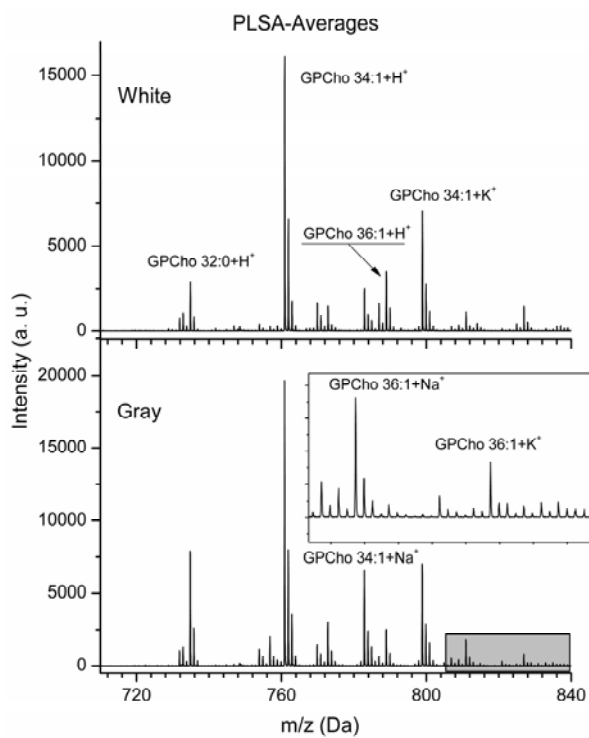 PLSA-Averages
15000
White
GPCho 34:1+H⁺
10000
GPCho 34:1+K⁺
GPCho 36:1+H⁺
5000
GPCho 32:0+H⁺
0
Intensity (a. u.)
20000
Gray
GPCho 36:1+Na⁺
GPCho 36:1+K⁺
15000
10000
GPCho 34:1+Na⁺
5000
0
720 760 800 840
m/z (Da)